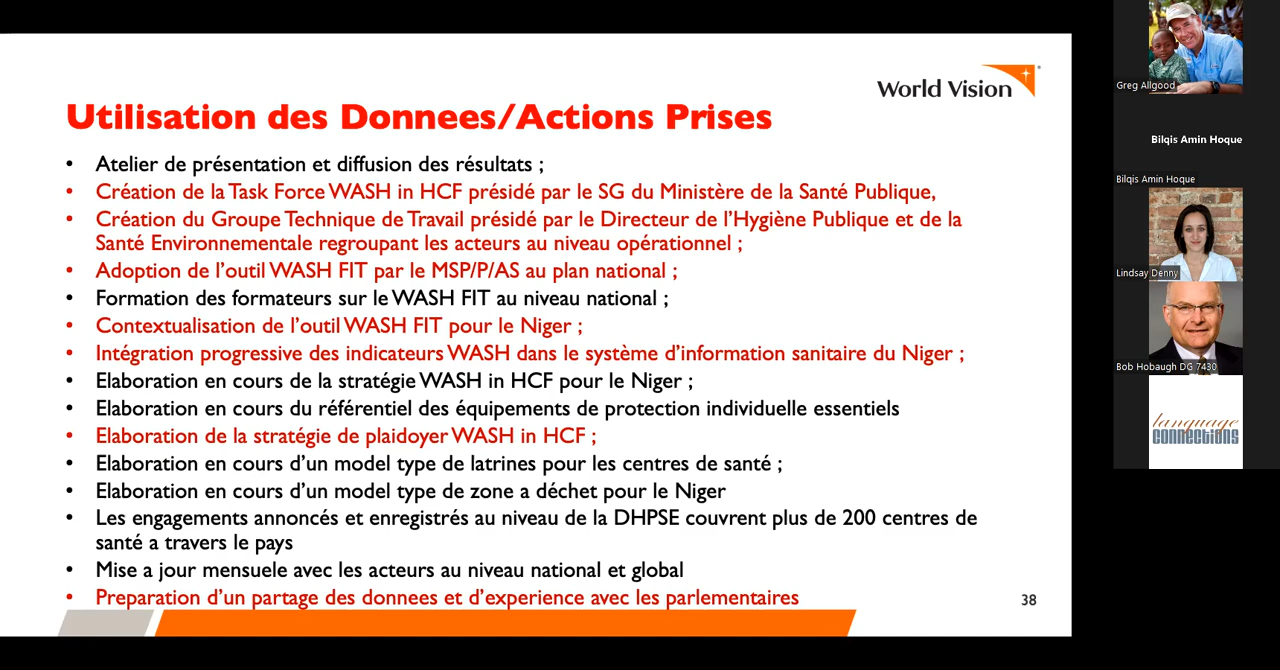 World Vision
Utilisation des Donnees/Actions Prises
• Atelier de présentation et diffusion des résultats ;
• Création de la Task Force WASH in HCF présidé par le SG du Ministère de la Santé Publique,
• Création du Groupe Technique de Travail présidé par le Directeur de l'Hygiène Publique et de la
Santé Environnementale regroupant les acteurs au niveau opérationnel ;
• Adoption de l'outil WASH FIT par le MSP/P/AS au plan national ;
• Formation des formateurs sur le WASH FIT au niveau national ;
• Contextualisation de l'outil WASH FIT pour le Niger ;
• Intégration progressive des indicateurs WASH dans le système d'information sanitaire du Niger ;
• Elaboration en cours de la stratégie WASH in HCF pour le Niger ;
• Elaboration en cours du référentiel des équipements de protection individuelle essentiels
• Elaboration de la stratégie de plaidoyer WASH in HCF ;
• Elaboration en cours d'un model type de latrines pour les centres de santé ;
• Elaboration en cours d'un model type de zone a déchet pour le Niger
• Les engagements annoncés et enregistrés au niveau de la DHPSE couvrent plus de 200 centres de
santé a travers le pays
• Mise a jour mensuele avec les acteurs au niveau national et global
• Preparation d'un partage des donnees et d'experience avec les parlementaires
38
Greg Allgood
Bilqis Amin Hoque
Bilqis Amin Hoque
Lindsay Denny
Bob Hobaugh DG 7430
language
connections